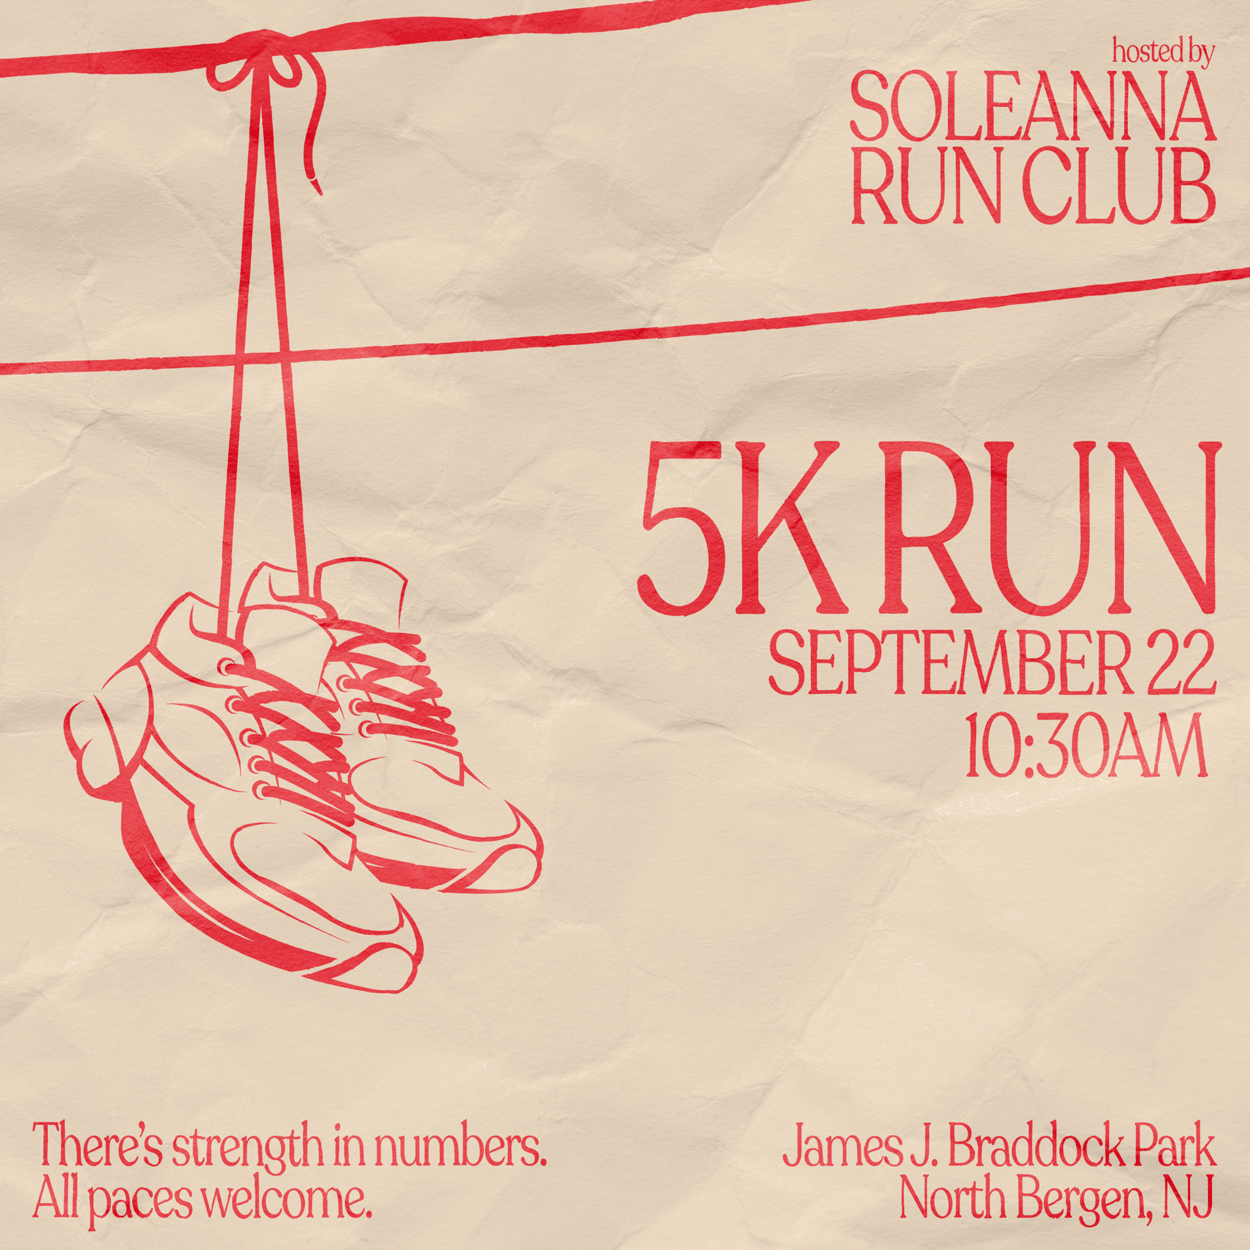 hosted by
SOLEANNA
RUN CLUB
5K RUN
SEPTEMBER 22
10:30AM
There's strength in numbers.
All paces welcome.
James J. Braddock Park
North Bergen, NJ